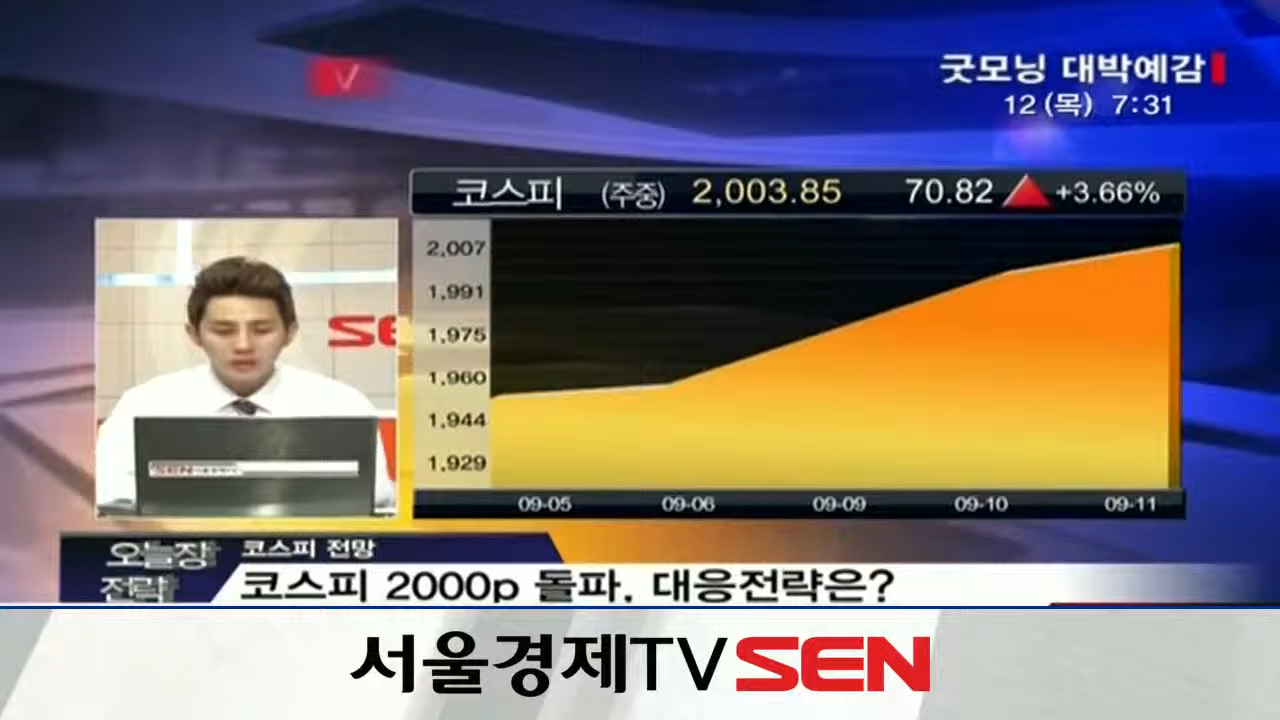 V
굿모닝 대박예감
12 (목) 7:31
코스피 (주중) 2,003.85 70.82 ▲ +3.66%
2,007
1,991
1,975
1,960
1,944
1,929
09-05 09-06 09-09 09-10 09-11
SE
SEN
오늘장 전략
코스피 전망
코스피 2000p 돌파, 대응전략은?
서울경제TV SEN